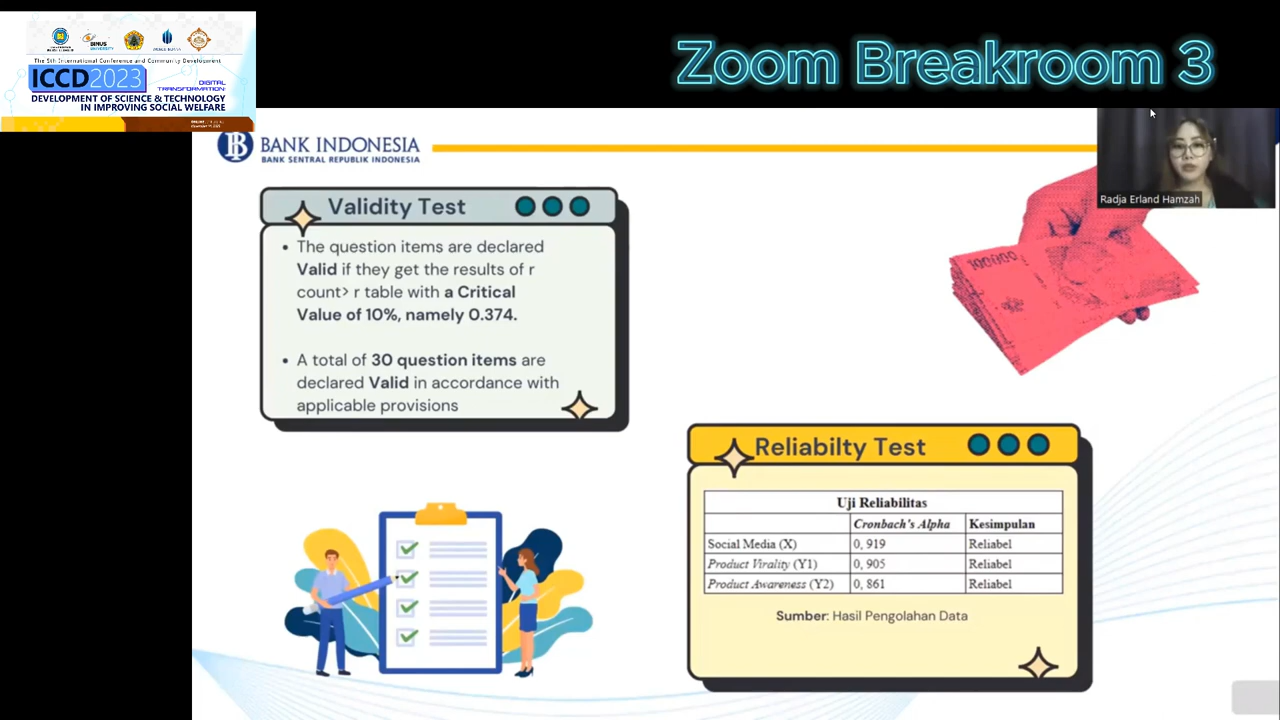 Zoom Breakroom 3
BINUS UNIVERSITY
The 5th International Conference and Community Development
ICCD2023
DIGITAL
TRANSFORMATION:
DEVELOPMENT OF SCIENCE & TECHNOLOGY
IN IMPROVING SOCIAL WELFARE
BANK INDONESIA
BANK SENTRAL REPUBLIK INDONESIA
Radja Erland Hamzah
Validity Test
• The question items are declared
Valid if they get the results of r
count> r table with a Critical
Value of 10%, namely 0.374.
• A total of 30 question items are
declared Valid in accordance with
applicable provisions
100000
Reliabilty Test
Uji Reliabilitas
Cronbach's Alpha Kesimpulan
Social Media (X) 0, 919 Reliabel
Product Virality (Y1) 0, 905 Reliabel
Product Awareness (Y2) 0, 861 Reliabel
Sumber: Hasil Pengolahan Data